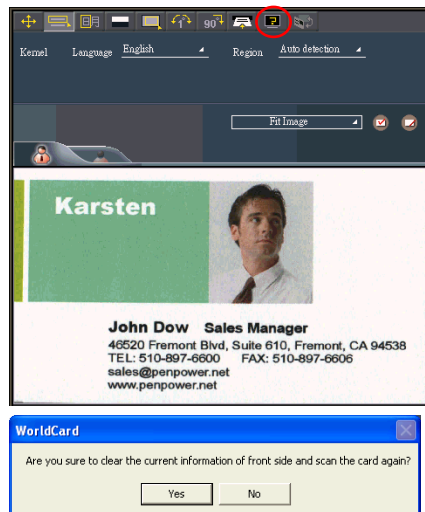 1°
90°
?
Kernel Language English Region Auto detection
Fit Image
Karsten
John Dow Sales Manager
46520 Fremont Blvd, Suite 610, Fremont, CA 94538
TEL: 510-897-6600 FAX: 510-897-6606
sales@penpower.net
www.penpower.net
WorldCard
Are you sure to clear the current information of front side and scan the card again?
Yes No